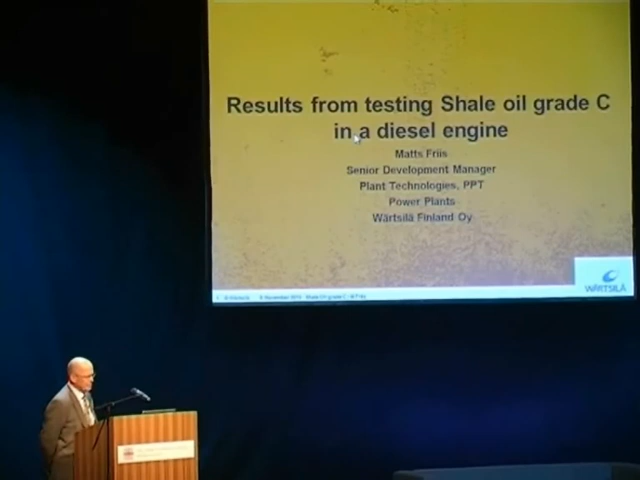 Results from testing Shale oil grade C
in a diesel engine
Matts Friis
Senior Development Manager
Plant Technologies, PPT
Power Plants
Wärtsilä Finland Oy
WÄRTSILÄ